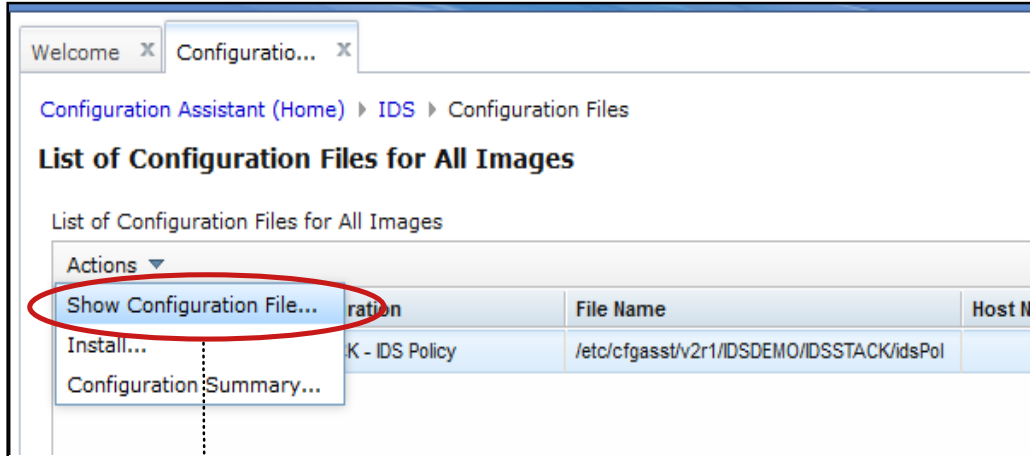 Welcome x Configuratio... x
Configuration Assistant (Home) IDS Configuration Files
List of Configuration Files for All Images
List of Configuration Files for All Images
Actions
Show Configuration File...
ration File Name Host N
Install...
K - IDS Policy /etc/cfgasst/v2r1/IDSDEMO/IDSSTACK/idsPol
Configuration Summary...